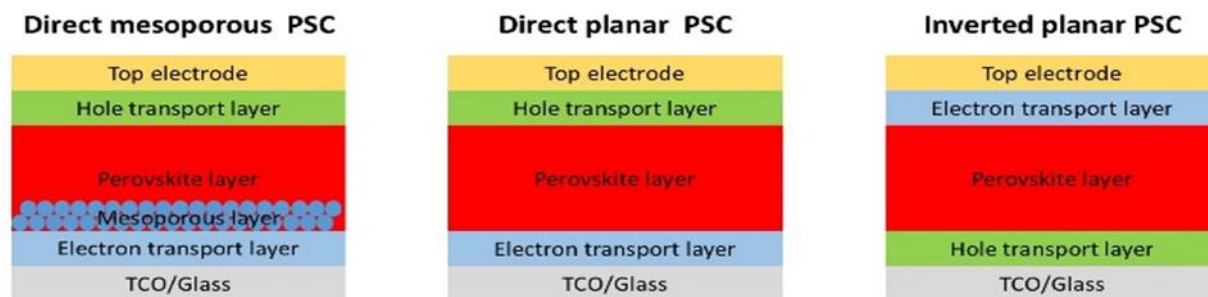 Direct mesoporous PSC
Top electrode
Hole transport layer
Perovskite layer
Mesoporous layer
Electron transport layer
TCO/Glass
Direct planar PSC
Top electrode
Hole transport layer
Perovskite layer
Electron transport layer
TCO/Glass
Inverted planar PSC
Top electrode
Electron transport layer
Perovskite layer
Hole transport layer
TCO/Glass